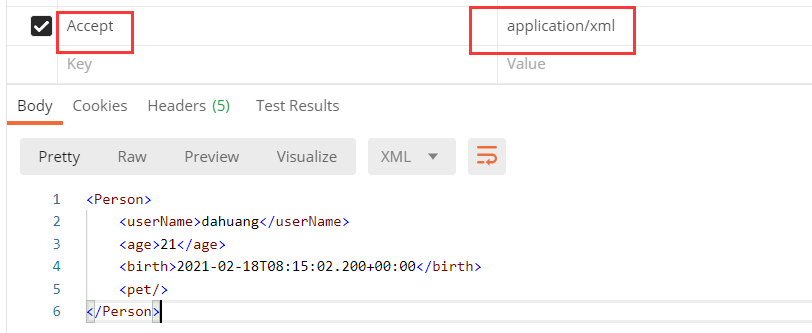 Accept application/xml
Key Value
Body Cookies Headers (5) Test Results
Pretty Raw Preview Visualize XML
1 <Person>
2 <userName>dahuang</userName>
3 <age>21</age>
4 <birth>2021-02-18T08:15:02.200+00:00</birth>
5 <pet/>
6 </Person>